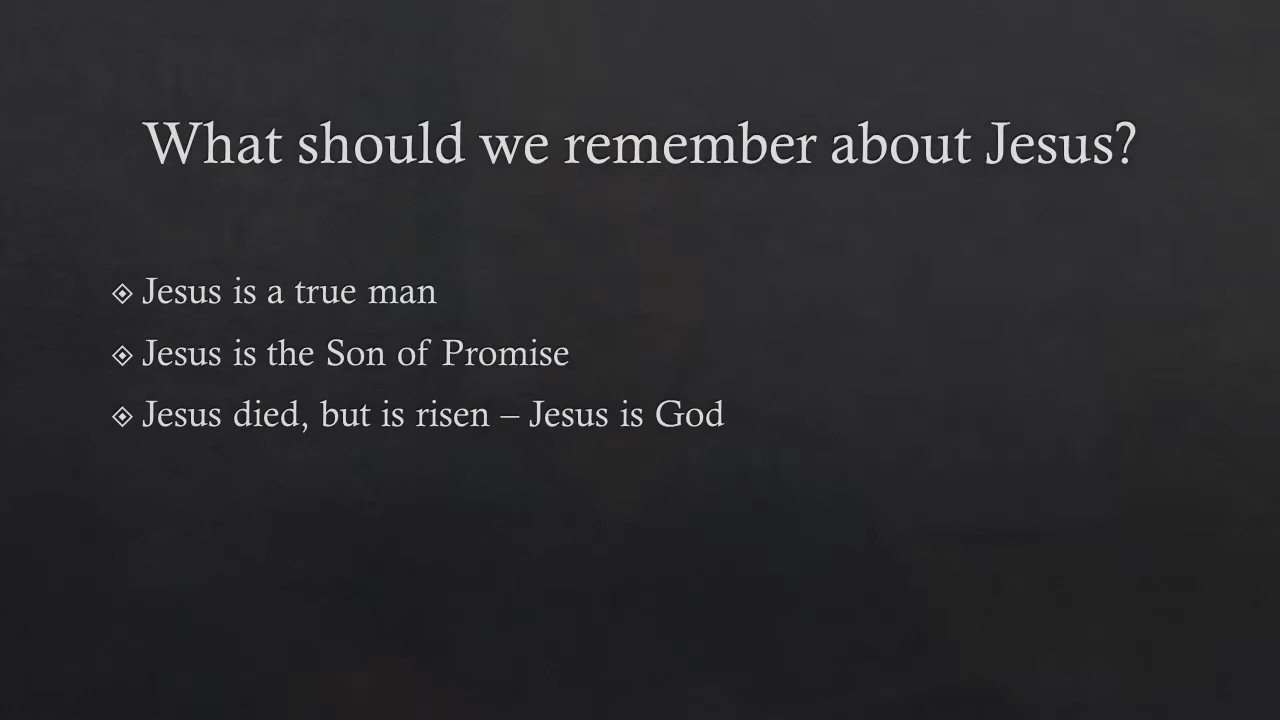 What should we remember about Jesus?
Jesus is a true man
Jesus is the Son of Promise
Jesus died, but is risen – Jesus is God